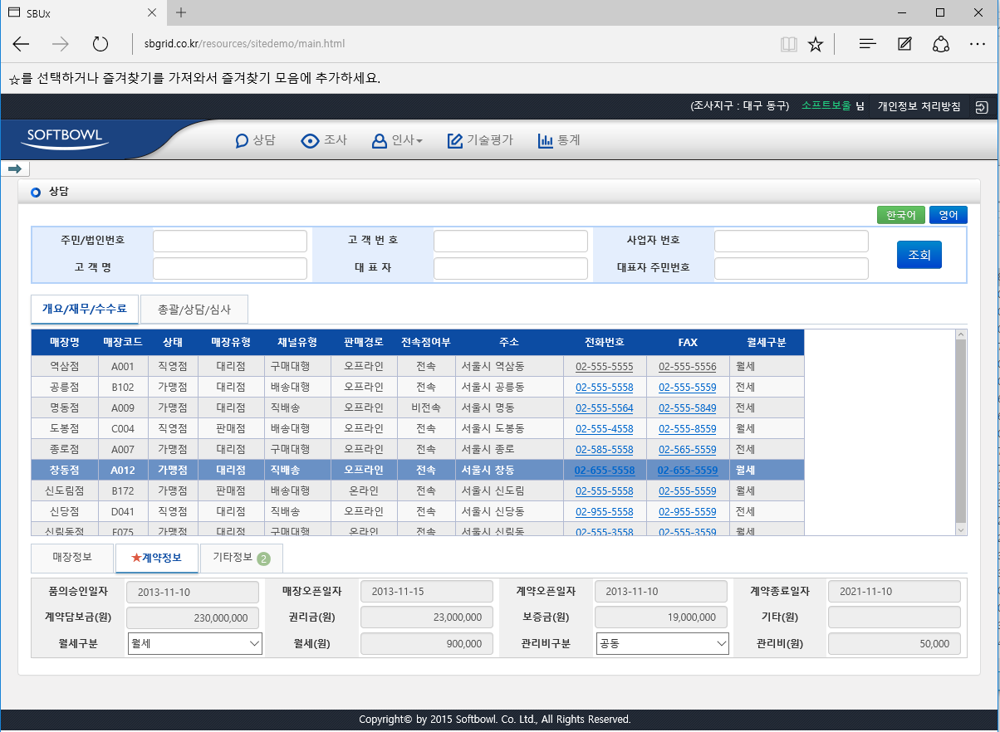 SBUx
sbgrid.co.kr/resources/sitedemo/main.html
☆를 선택하거나 즐겨찾기를 가져와서 즐겨찾기 모음에 추가하세요.
(조사지구 : 대구 동구) 소프트보울 님 개인정보 처리방침
SOFTBOWL 상담 조사 인사 기술평가 통계
상담
한국어 영어
주민/법인번호 고 객 번 호 사업자 번호
조회
고 객 명 대 표 자 대표자 주민번호
개요/재무/수수료 총괄/상담/심사
매장명 매장코드 상태 매장유형 채널유형 판매경로 전속점여부 주소 전화번호 FAX 월세구분
역삼점 A001 직영점 대리점 구매대행 오프라인 전속 서울시 역삼동 02-555-5555 02-555-5556 월세
공릉점 B102 가맹점 대리점 배송대행 오프라인 전속 서울시 공릉동 02-555-5558 02-555-5559 전세
명동점 A009 가맹점 대리점 직배송 오프라인 비전속 서울시 명동 02-555-5564 02-555-5849 전세
도봉점 C004 직영점 판매점 배송대행 오프라인 전속 서울시 도봉동 02-555-4558 02-555-8559 월세
종로점 A007 가맹점 대리점 구매대행 오프라인 전속 서울시 종로 02-585-5558 02-565-5559 전세
창동점 A012 가맹점 대리점 직배송 오프라인 전속 서울시 창동 02-655-5558 02-655-5559 월세
신도림점 B172 가맹점 판매점 배송대행 온라인 전속 서울시 신도림 02-555-5558 02-555-5559 월세
신당점 D041 직영점 대리점 직배송 오프라인 전속 서울시 신당동 02-955-5558 02-955-5559 전세
신림동점 F075 가맹점 대리점 구매대행 온라인 전속 서울시 신림동 02-555-3558 02-555-3559 월세
매장정보 ★계약정보 기타정보 2
품의승인일자 2013-11-10 매장오픈일자 2013-11-15 계약오픈일자 2013-11-10 계약종료일자 2021-11-10
계약담보금(원) 230,000,000 권리금(원) 23,000,000 보증금(원) 19,000,000 기타(원)
월세구분 월세 월세(원) 900,000 관리비구분 공동 관리비(원) 50,000
Copyright© by 2015 Softbowl. Co. Ltd., All Rights Reserved.